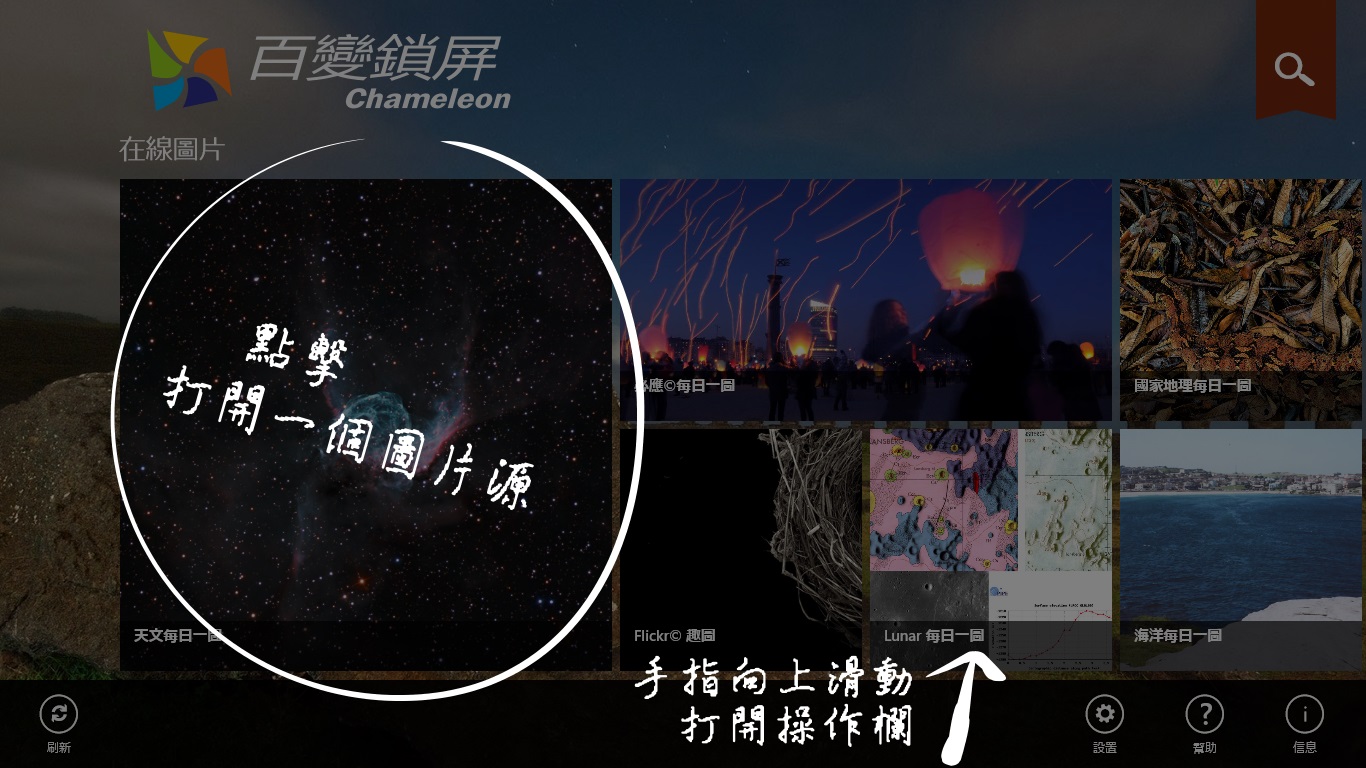 百變鎖屏
Chameleon
在線圖片
點擊
打開一個圖片源
天文每日一圖
必應©每日一圖
國家地理每日一圖
Flickr© 趣圖
Lunar 每日一圖
海洋每日一圖
手指向上滑動
打開操作欄
刷新
設置
幫助
信息